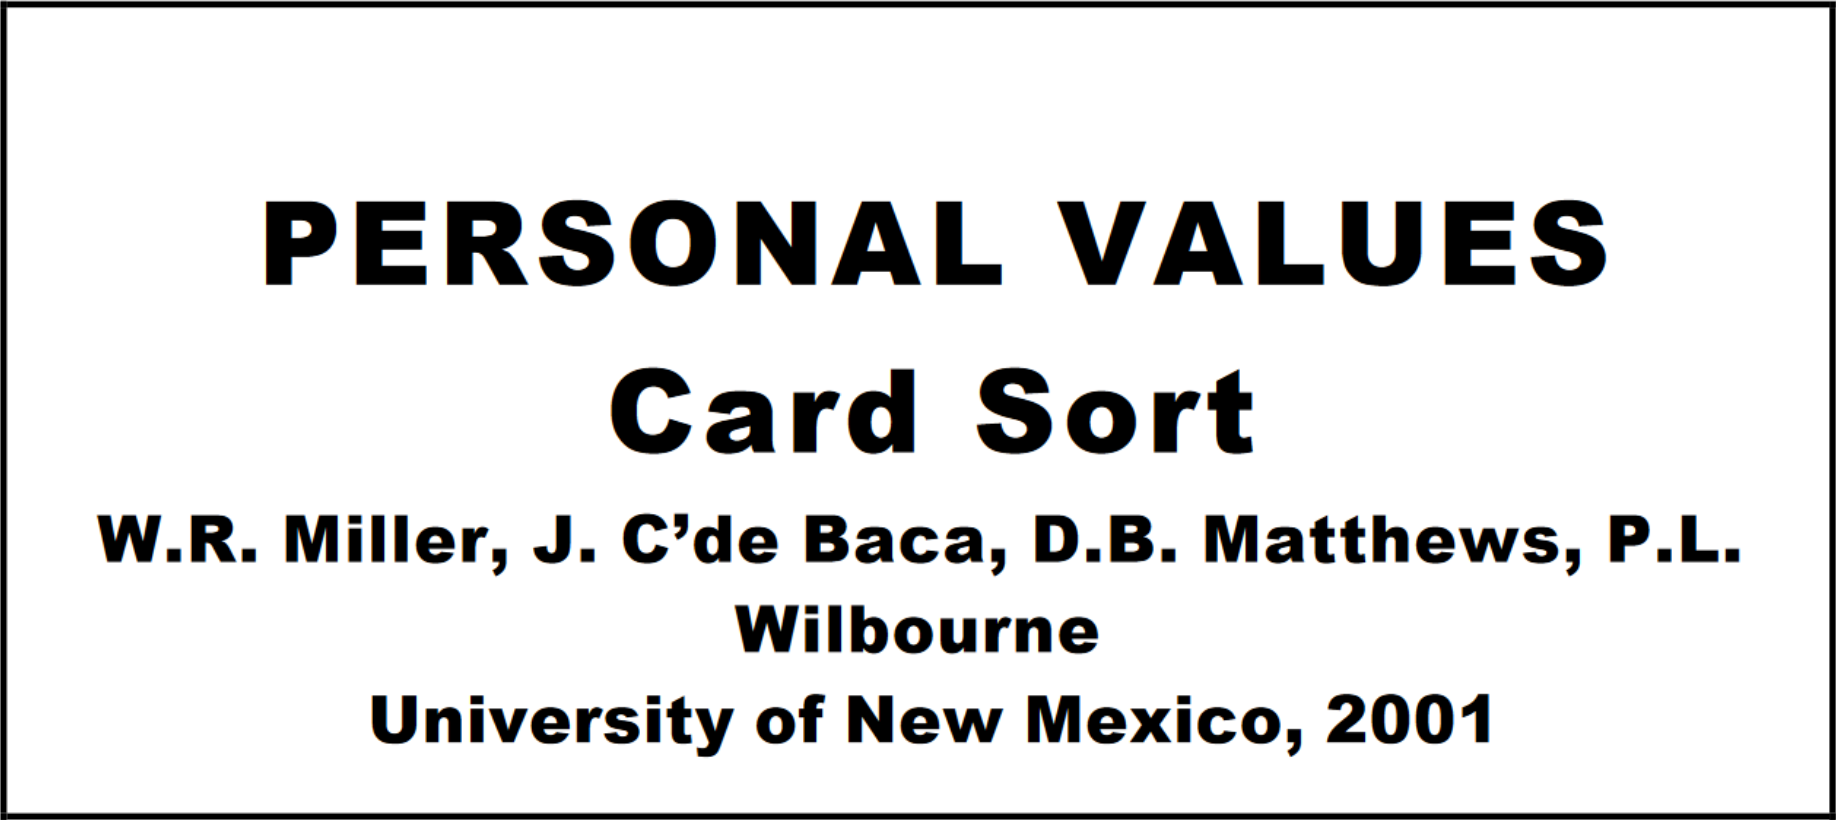 PERSONAL VALUES
Card Sort
W.R. Miller, J. C’de Baca, D.B. Matthews, P.L.
Wilbourne
University of New Mexico, 2001